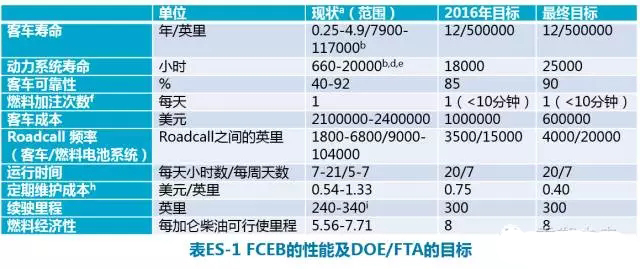 单位 现状a（范围） 2016年目标 最终目标
客车寿命 年/英里 0.25-4.9/7900-117000b 12/500000 12/500000
动力系统寿命 小时 660-20000b,d,e 18000 25000
客车可靠性 % 40-92 85 90
燃料加注次数f 每天 1 1（<10分钟） 1（<10分钟）
客车成本 美元 2100000-2400000 1000000 600000
Roadcall 频率（客车/燃料电池系统） Roadcall之间的英里 1800-6800/9000-104000 3500/15000 4000/20000
运行时间 每天小时数/每周天数 7-21/5-7 20/7 20/7
定期维护成本h 美元/英里 0.54-1.33 0.75 0.40
续驶里程 英里 240-340i 300 300
燃料经济性 每加仑柴油可行使里程 5.56-7.71 8 8
表ES-1 FCEB的性能及DOE/FTA的目标